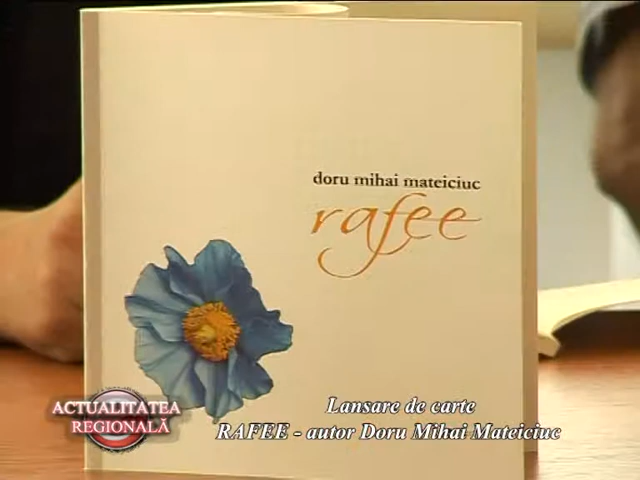 doru mihai mateiciuc
rafee
ACTUALITATEA
REGIONALĂ
Lansare de carte
RAFEE - autor Doru Mihai Mateiciuc